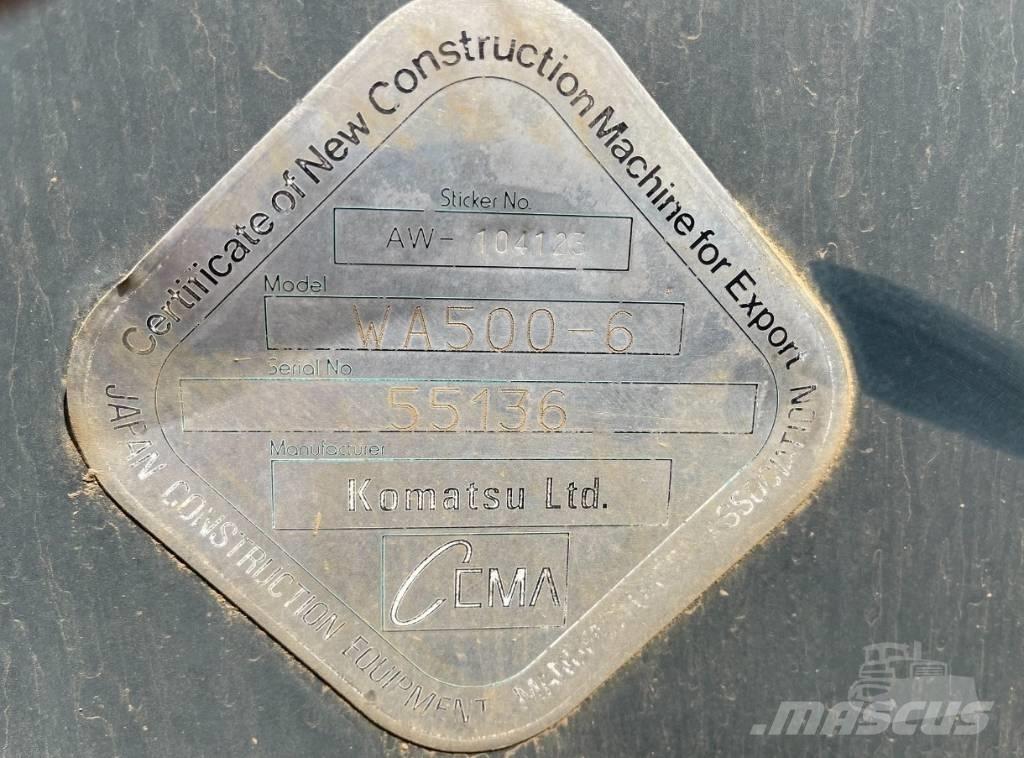 Certificate of New Construction Machine for Export
Sticker No.
AW- 104123
Model
WA500-6
Serial No
55136
Manufacturer
Komatsu Ltd.
CEMA
JAPAN CONSTRUCTION EQUIPMENT
MASCUS